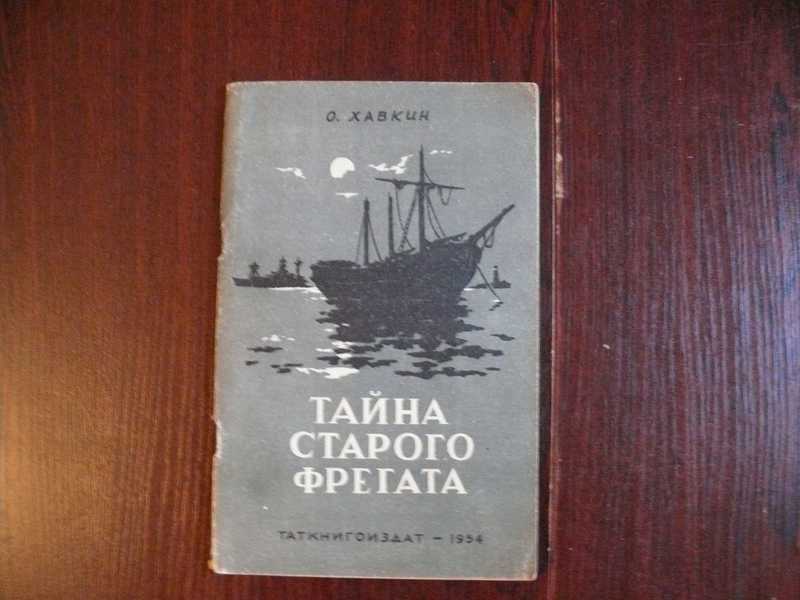 О. ХАВКИН
ТАЙНА
СТАРОГО
ФРЕГАТА
ТАТКНИГОИЗДАТ – 1954